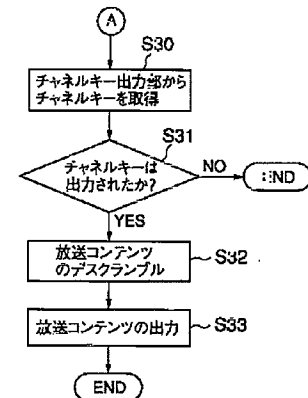 A
S30
チャネルキー出力部から
チャネルキーを取得
S31
チャネルキーは
出力されたか?
NO
END
YES
放送コンテンツ
のデスクランブル
S32
放送コンテンツの出力
S33
END